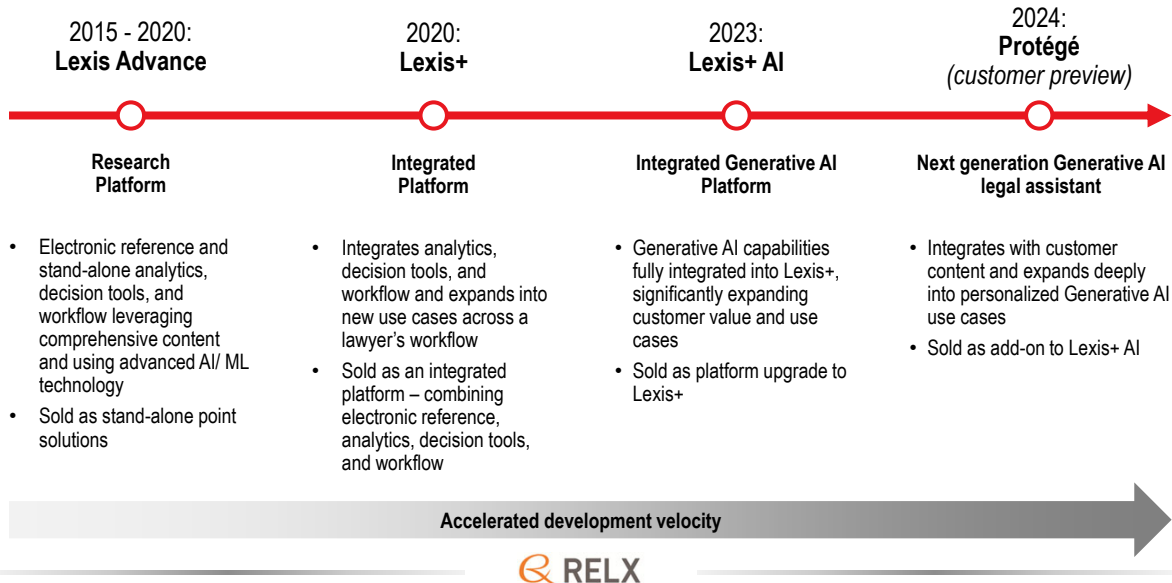 2015 - 2020:
Lexis Advance
2020:
Lexis+
2023:
Lexis+ AI
2024:
Protégé
(customer preview)
Research
Platform
Integrated
Platform
Integrated Generative AI
Platform
Next generation Generative AI
legal assistant
• Electronic reference and
stand-alone analytics,
decision tools, and
workflow leveraging
comprehensive content
and using advanced AI/ ML
technology
• Sold as stand-alone point
solutions
• Integrates analytics,
decision tools, and
workflow and expands into
new use cases across a
lawyer's workflow
• Sold as an integrated
platform – combining
electronic reference,
analytics, decision tools,
and workflow
• Generative AI capabilities
fully integrated into Lexis+,
significantly expanding
customer value and use
cases
• Sold as platform upgrade to
Lexis+
• Integrates with customer
content and expands deeply
into personalized Generative AI
use cases
• Sold as add-on to Lexis+ AI
Accelerated development velocity
RELX